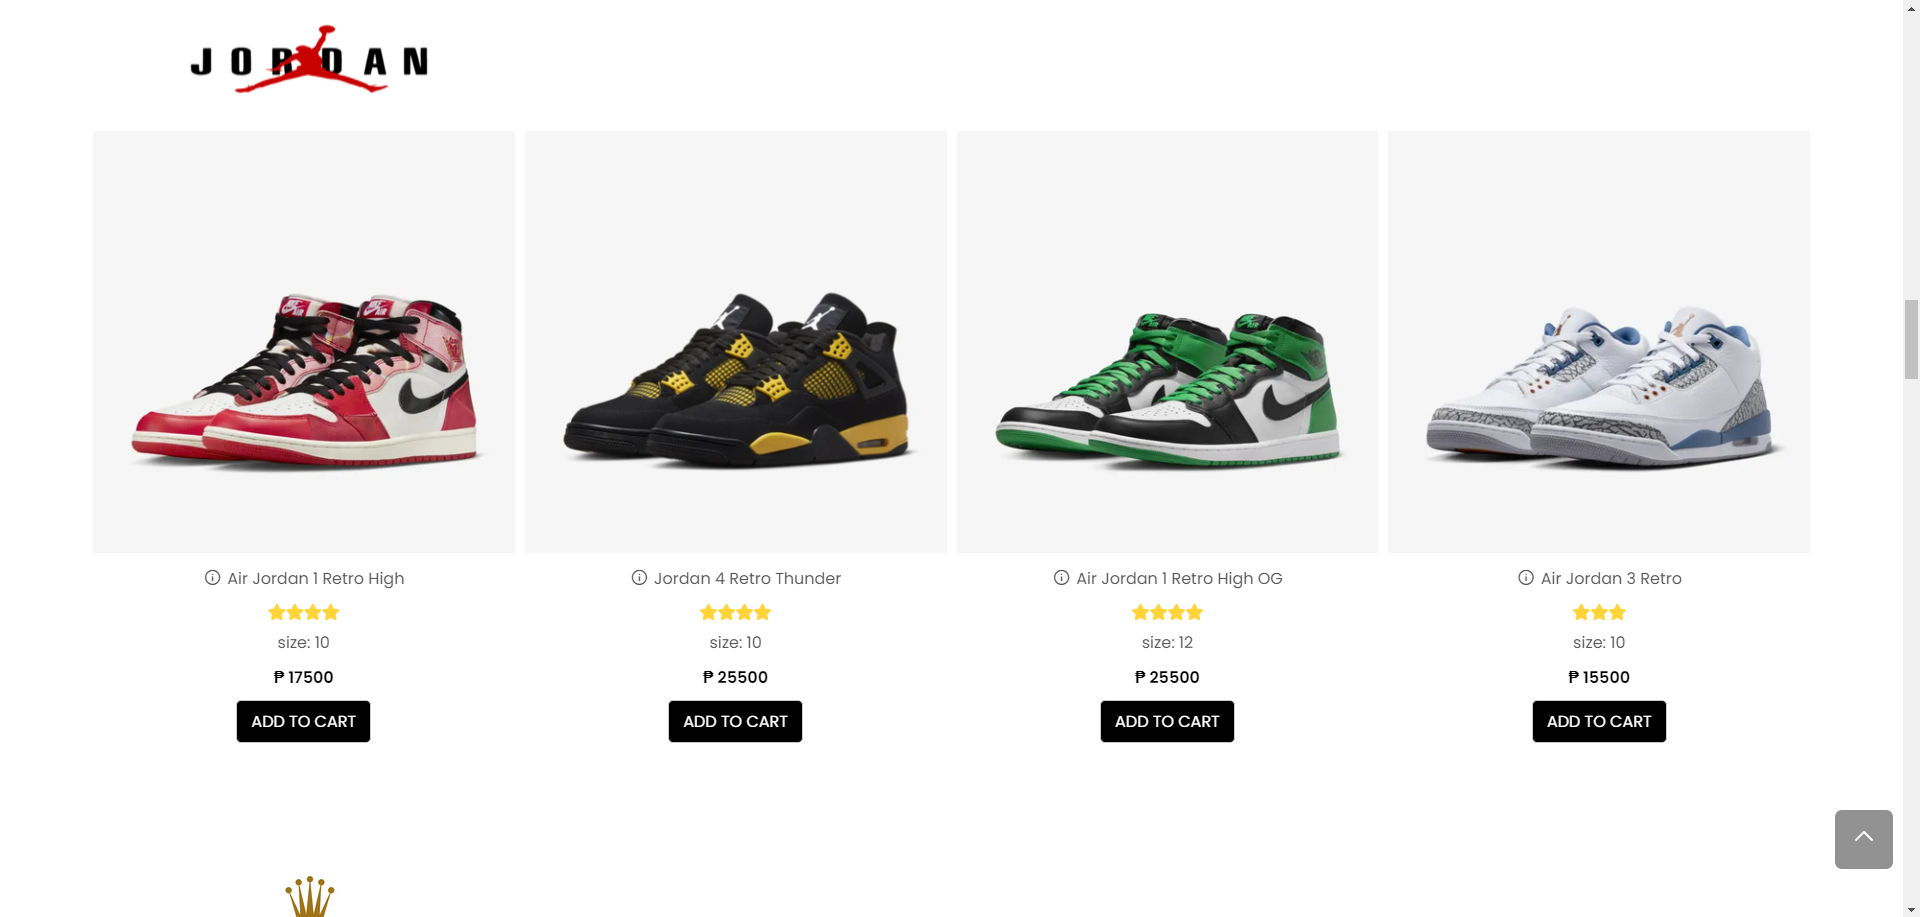 JORDAN
Air Jordan 1 Retro High
size: 10
₱ 17500
ADD TO CART
Jordan 4 Retro Thunder
size: 10
₱ 25500
ADD TO CART
Air Jordan 1 Retro High OG
size: 12
₱ 25500
ADD TO CART
Air Jordan 3 Retro
size: 10
₱ 15500
ADD TO CART